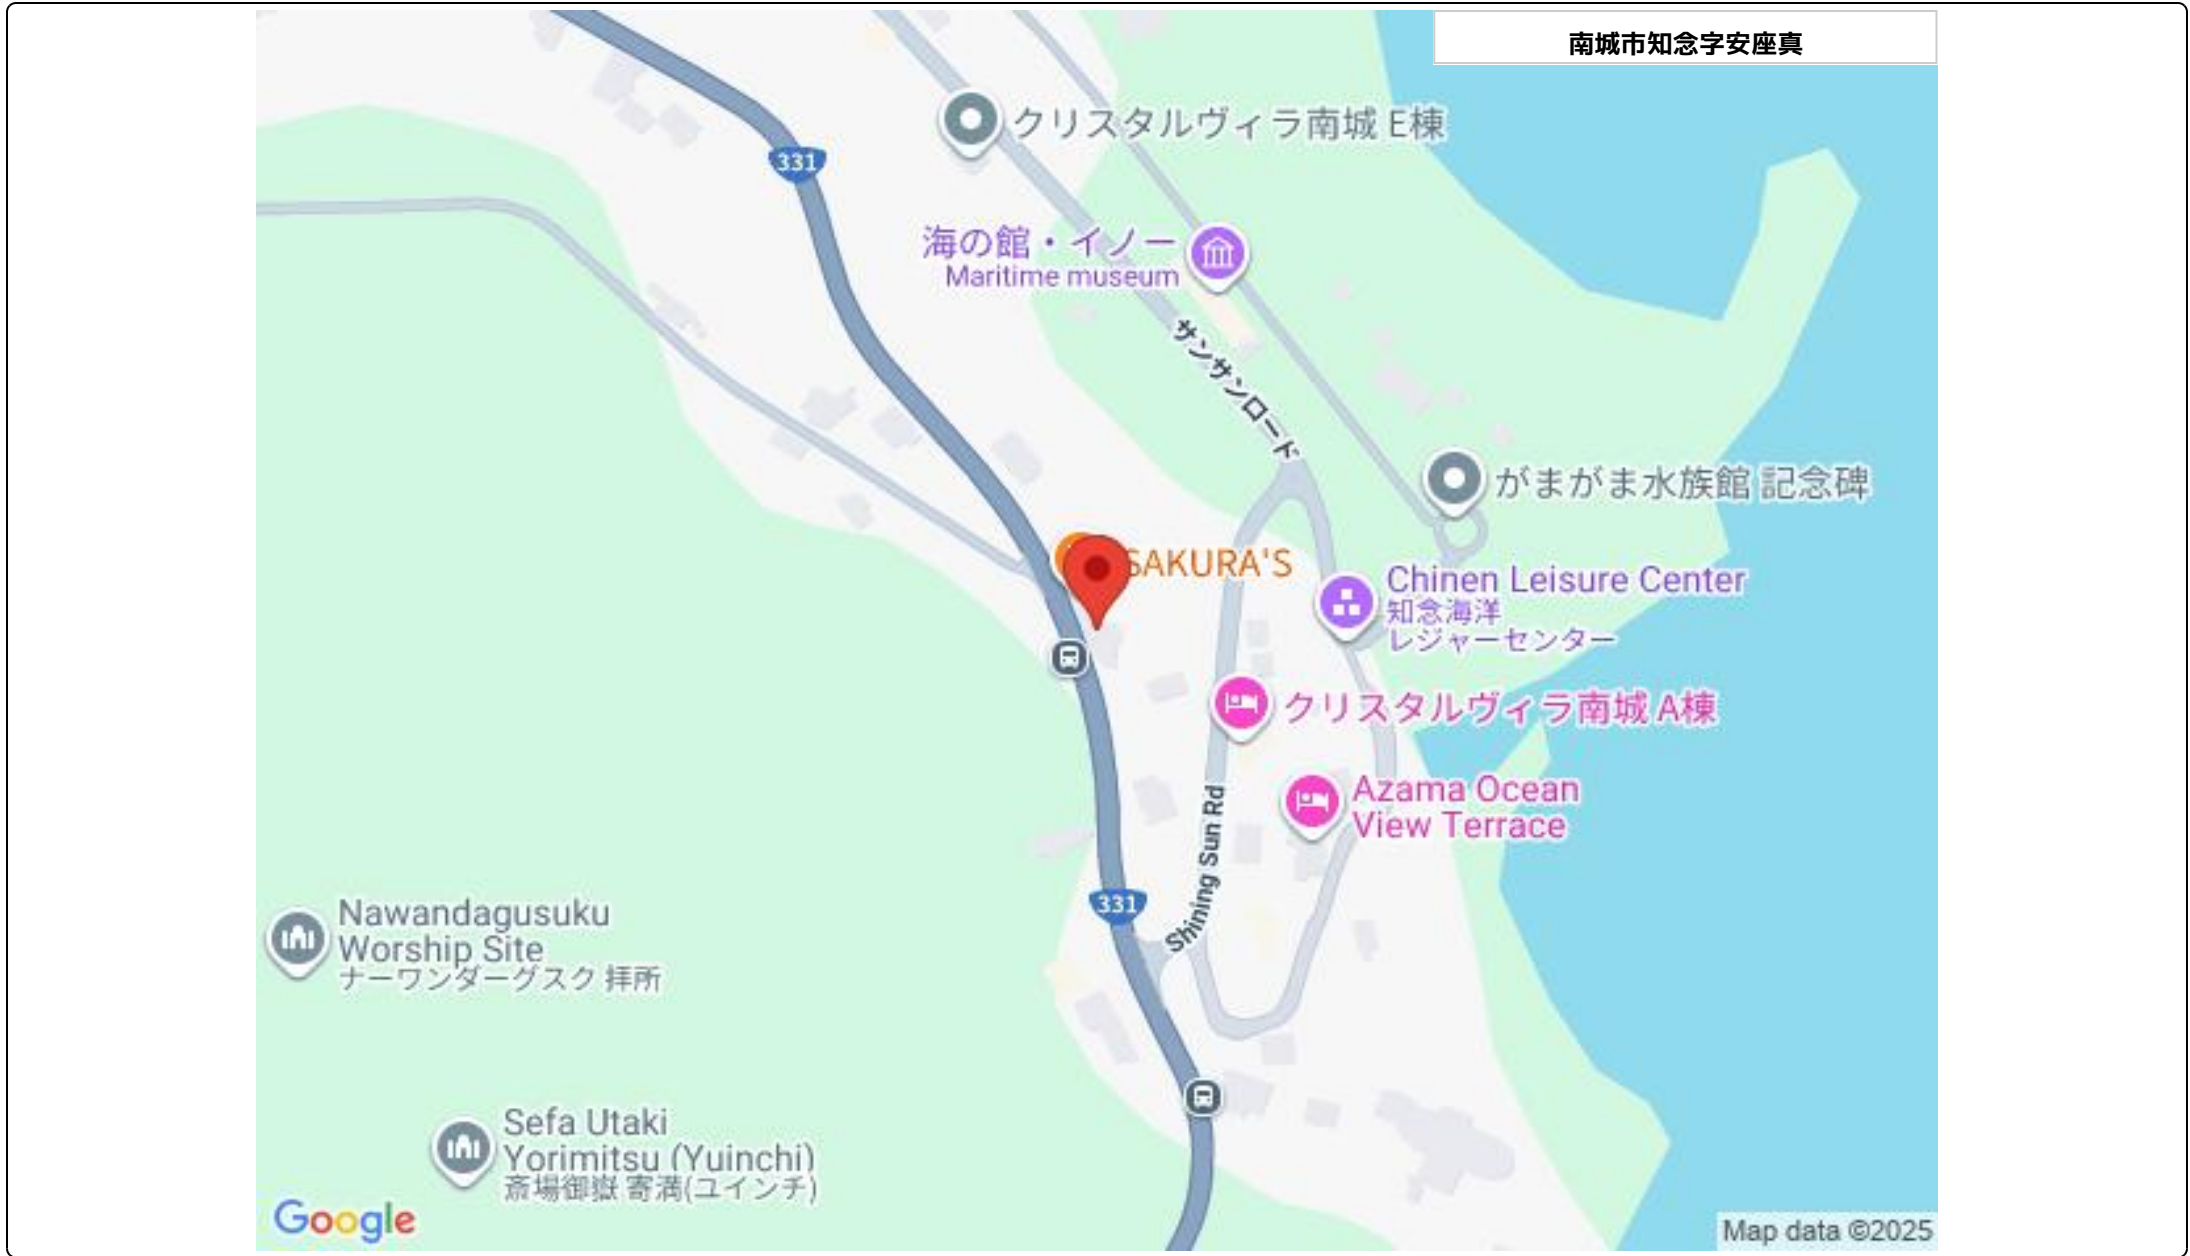 南城市知念字安座真
クリスタルヴィラ南城 E棟
331
海の館・イノー
Maritime museum
サンサンロード
がまがま水族館 記念碑
SAKURA'S
Chinen Leisure Center
知念海洋
レジャーセンター
クリスタルヴィラ南城 A棟
Azama Ocean
View Terrace
Shining Sun Rd
331
Nawandagusuku
Worship Site
ナーワンダーグスク 拝所
Sefa Utaki
Yorimitsu (Yuinchi)
斎場御嶽 寄満(ユインチ)
Google
Map data ©2025